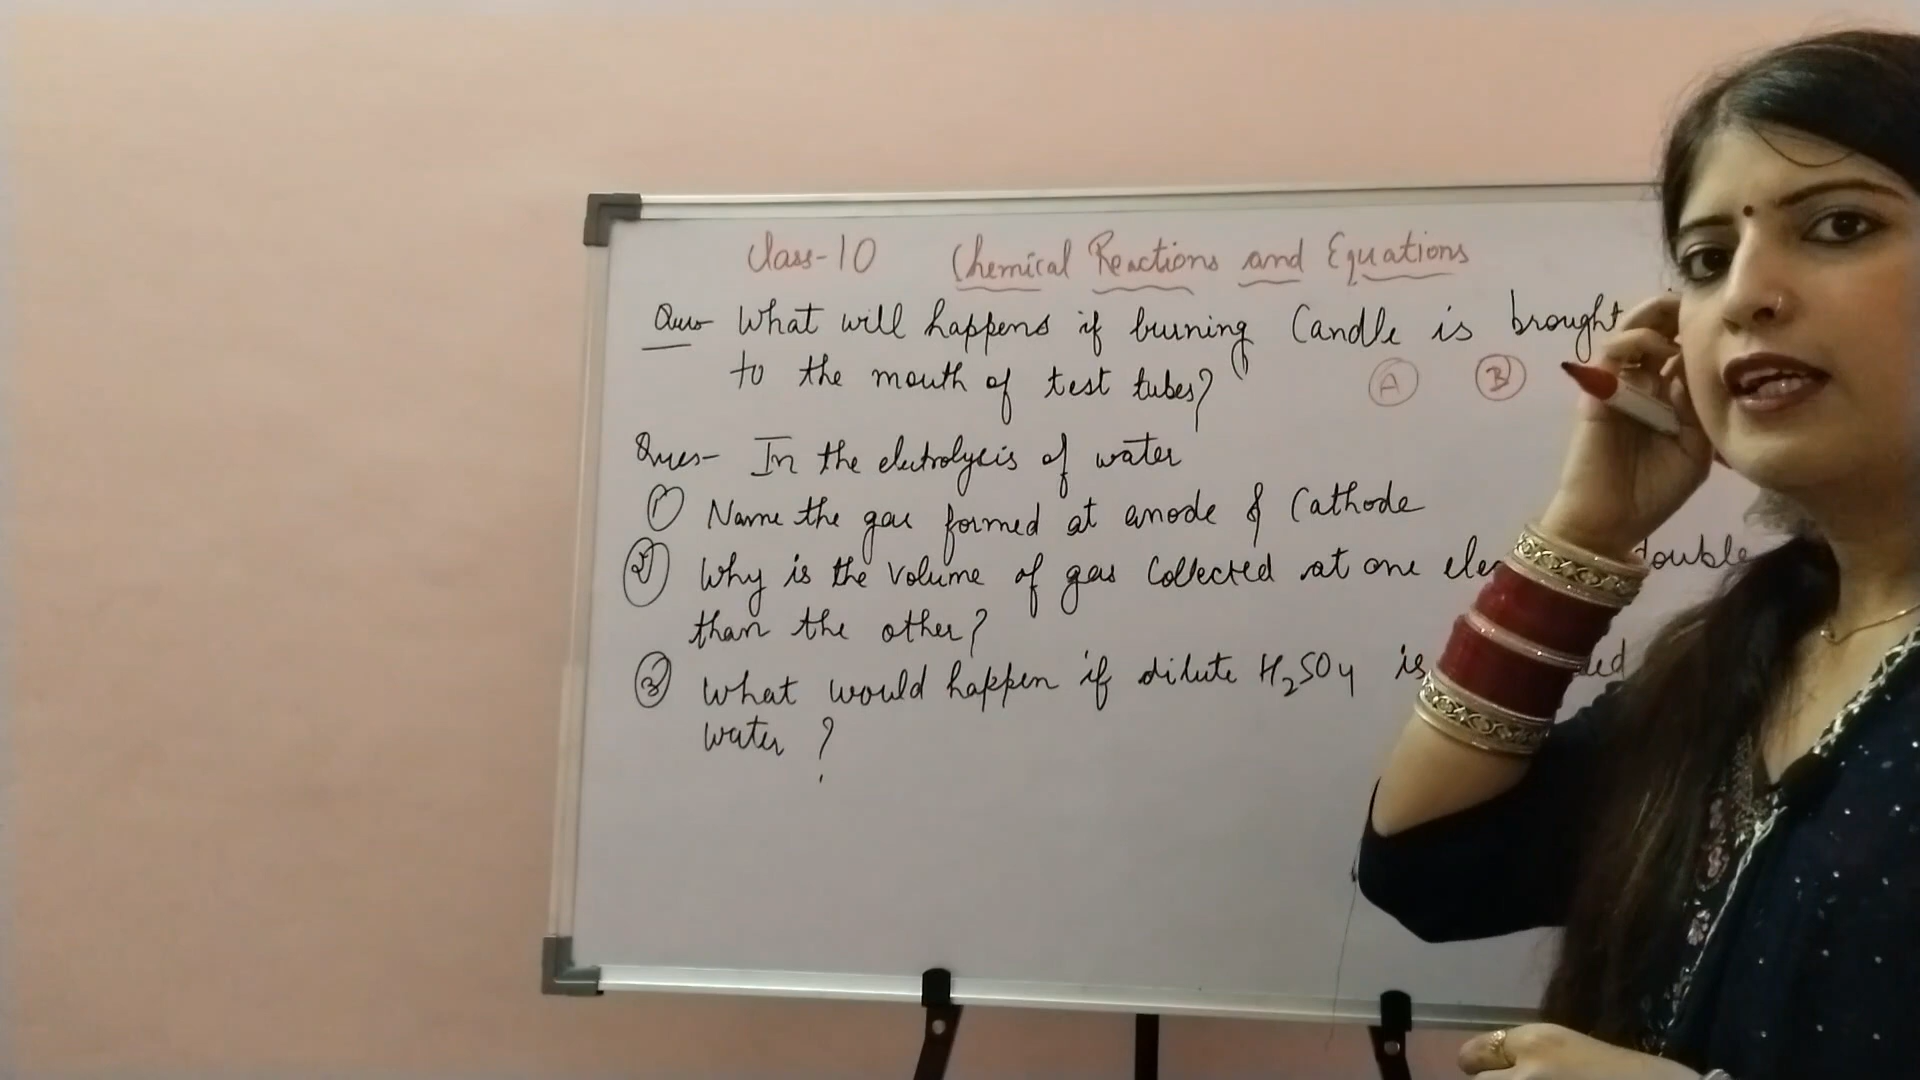 Class-10 Chemical Reactions and Equations
Ques- What will happens if burning Candle is brought
to the mouth of test tubes? A B
Ques- In the electrolysis of water
1 Name the gas formed at anode & Cathode
2 Why is the volume of gas Collected at one double
than the other?
3 What would happen if dilute H2SO4 is
water ?